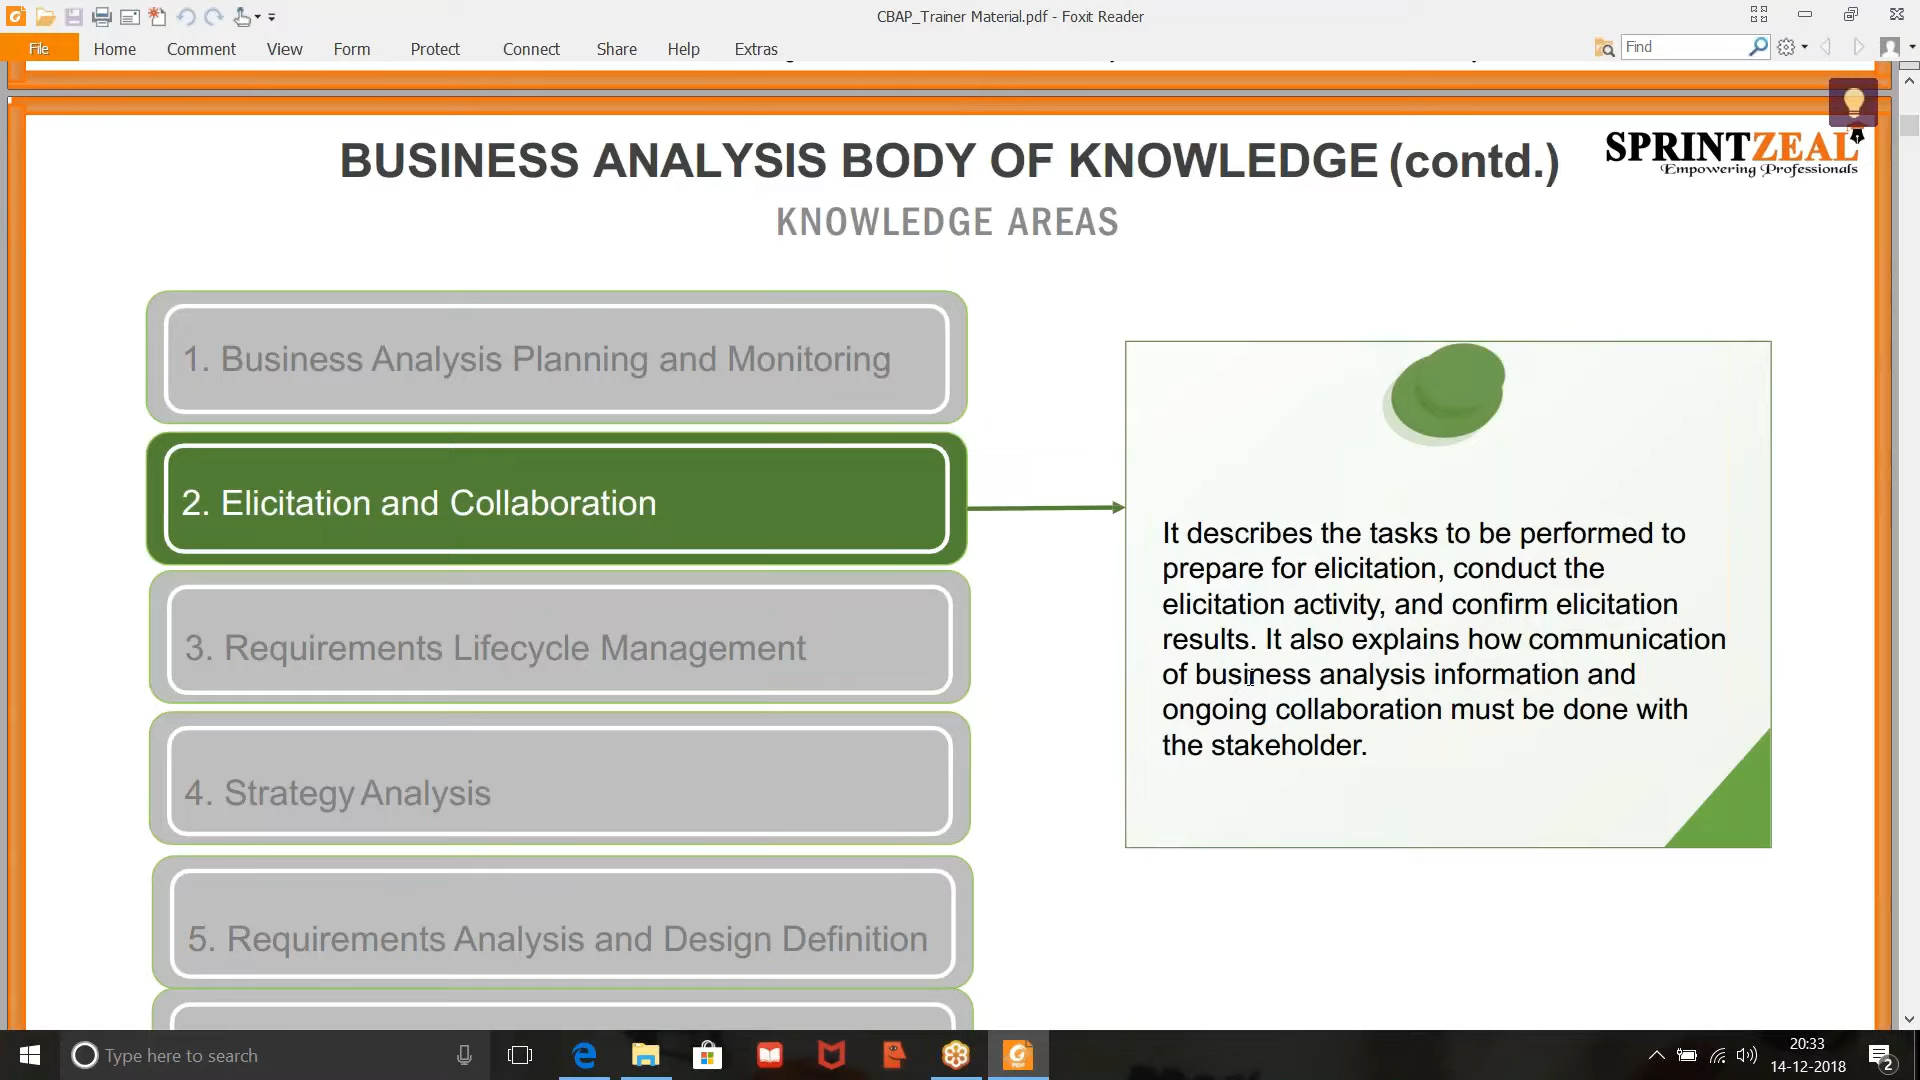 CBAP_Trainer Material.pdf - Foxit Reader
File Home Comment View Form Protect Connect Share Help Extras
Find
BUSINESS ANALYSIS BODY OF KNOWLEDGE (contd.)
SPRINTZEAL
Empowering Professionals
KNOWLEDGE AREAS
1. Business Analysis Planning and Monitoring
2. Elicitation and Collaboration
3. Requirements Lifecycle Management
4. Strategy Analysis
5. Requirements Analysis and Design Definition
It describes the tasks to be performed to
prepare for elicitation, conduct the
elicitation activity, and confirm elicitation
results. It also explains how communication
of business analysis information and
ongoing collaboration must be done with
the stakeholder.
Type here to search
20:33
14-12-2018
2